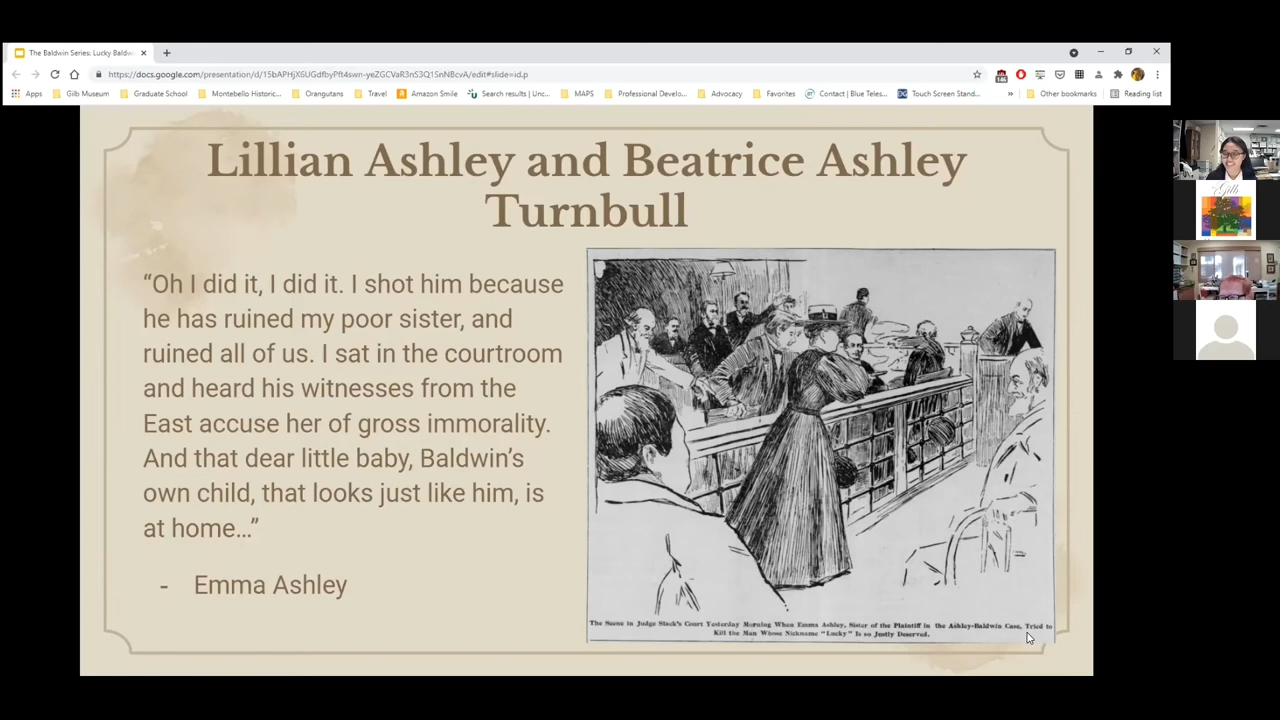 The Baldwin Series: Lucky Baldw
https://docs.google.com/presentation/d/15bAPHjX6UGdfbyPft4swn-yeZGCVaR3nS3Q1SnNBcvA/edit#slide=id.p
146
Apps Gilb Museum Graduate School Montebello Historic... Orangutans Travel Amazon Smile Search results | Unc... MAPS Professional Develo... Advocacy Favorites Contact | Blue Teles... Touch Screen Stand... » Other bookmarks Reading list
Lillian Ashley and Beatrice Ashley
Turnbull
“Oh I did it, I did it. I shot him because
he has ruined my poor sister, and
ruined all of us. I sat in the courtroom
and heard his witnesses from the
East accuse her of gross immorality.
And that dear little baby, Baldwin’s
own child, that looks just like him, is
at home…”
- Emma Ashley
The Scene in Judge Slack's Court Yesterday Morning When Emma Ashley, Sister of the Plaintiff in the Ashley-Baldwin Case, Tried to
Kill the Man Whose Nickname "Lucky" Is so Justly Deserved.
Gilb